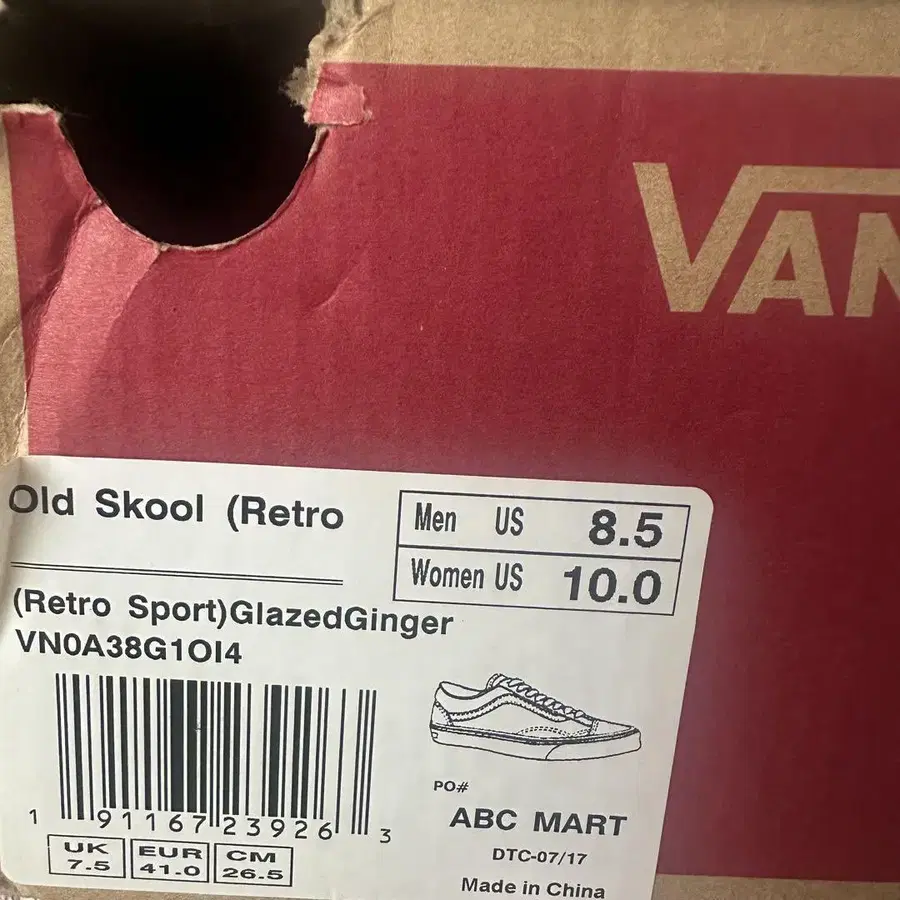 VAN
Old Skool (Retro
Men US 8.5
Women US 10.0
(Retro Sport)GlazedGinger
VN0A38G1OI4
1 91167 23926 3
UK 7.5
EUR 41.0
CM 26.5
PO#
ABC MART
DTC-07/17
Made in China